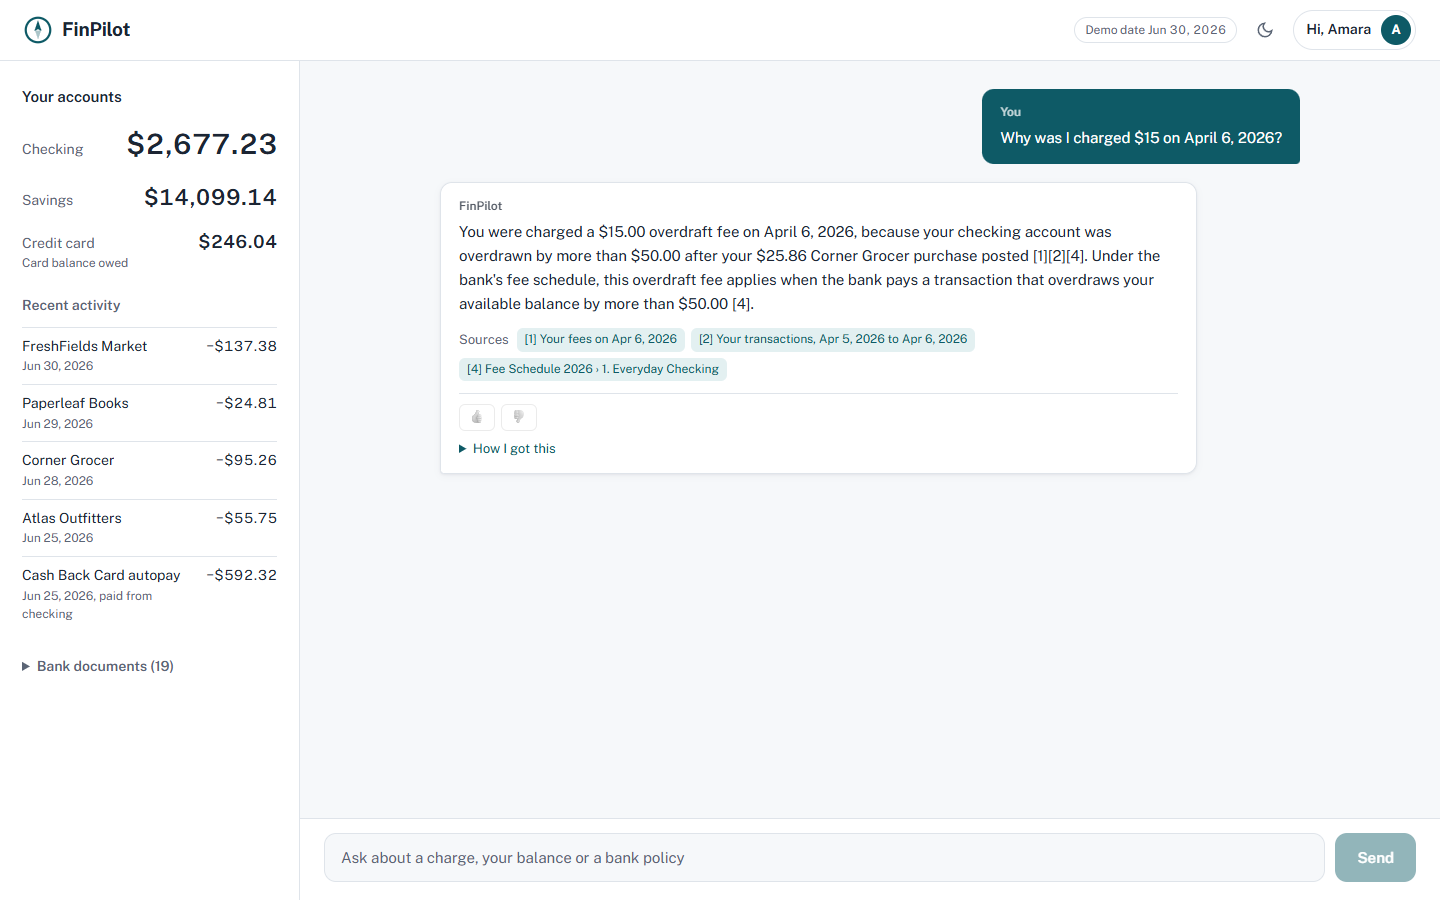 FinPilot
Demo date Jun 30, 2026
Hi, Amara
A
Your accounts
Checking $2,677.23
Savings $14,099.14
Credit card $246.04
Card balance owed
Recent activity
FreshFields Market −$137.38
Jun 30, 2026
Paperleaf Books −$24.81
Jun 29, 2026
Corner Grocer −$95.26
Jun 28, 2026
Atlas Outfitters −$55.75
Jun 25, 2026
Cash Back Card autopay −$592.32
Jun 25, 2026, paid from
checking
Bank documents (19)
You
Why was I charged $15 on April 6, 2026?
FinPilot
You were charged a $15.00 overdraft fee on April 6, 2026, because your checking account was
overdrawn by more than $50.00 after your $25.86 Corner Grocer purchase posted [1][2][4]. Under the
bank's fee schedule, this overdraft fee applies when the bank pays a transaction that overdraws your
available balance by more than $50.00 [4].
Sources [1] Your fees on Apr 6, 2026 [2] Your transactions, Apr 5, 2026 to Apr 6, 2026
[4] Fee Schedule 2026 › 1. Everyday Checking
How I got this
Ask about a charge, your balance or a bank policy
Send